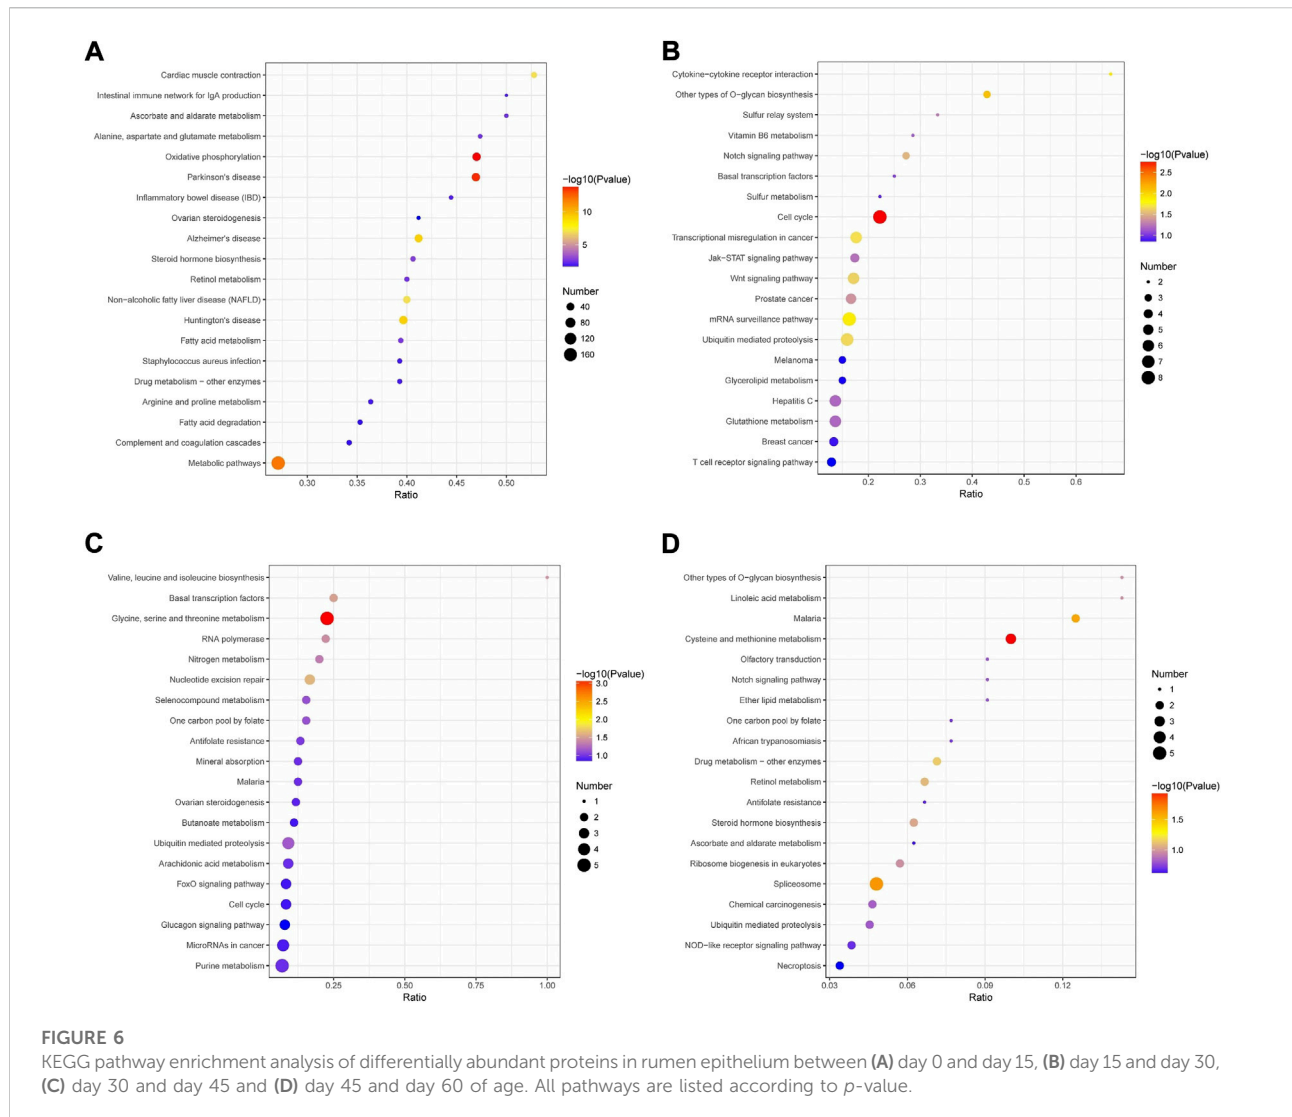 A
Cardiac muscle contraction
Intestinal immune network for IgA production
Ascorbate and aldarate metabolism
Alanine, aspartate and glutamate metabolism
Oxidative phosphorylation
Parkinson's disease
Inflammatory bowel disease (IBD)
Ovarian steroidogenesis
Alzheimer's disease
Steroid hormone biosynthesis
Retinol metabolism
Non−alcoholic fatty liver disease (NAFLD)
Huntington's disease
Fatty acid metabolism
Staphylococcus aureus infection
Drug metabolism − other enzymes
Arginine and proline metabolism
Fatty acid degradation
Complement and coagulation cascades
Metabolic pathways
0.30 0.35 0.40 0.45 0.50
Ratio
−log10(Pvalue)
10
5
Number
40
80
120
160
B
Cytokine−cytokine receptor interaction
Other types of O−glycan biosynthesis
Sulfur relay system
Vitamin B6 metabolism
Notch signaling pathway
Basal transcription factors
Sulfur metabolism
Cell cycle
Transcriptional misregulation in cancer
Jak−STAT signaling pathway
Wnt signaling pathway
Prostate cancer
mRNA surveillance pathway
Ubiquitin mediated proteolysis
Melanoma
Glycerolipid metabolism
Hepatitis C
Glutathione metabolism
Breast cancer
T cell receptor signaling pathway
0.2 0.3 0.4 0.5 0.6
Ratio
−log10(Pvalue)
2.5
2.0
1.5
1.0
Number
2
3
4
5
6
7
8
C
Valine, leucine and isoleucine biosynthesis
Basal transcription factors
Glycine, serine and threonine metabolism
RNA polymerase
Nitrogen metabolism
Nucleotide excision repair
Selenocompound metabolism
One carbon pool by folate
Antifolate resistance
Mineral absorption
Malaria
Ovarian steroidogenesis
Butanoate metabolism
Ubiquitin mediated proteolysis
Arachidonic acid metabolism
FoxO signaling pathway
Cell cycle
Glucagon signaling pathway
MicroRNAs in cancer
Purine metabolism
0.25 0.50 0.75 1.00
Ratio
−log10(Pvalue)
3.0
2.5
2.0
1.5
1.0
Number
1
2
3
4
5
D
Other types of O−glycan biosynthesis
Linoleic acid metabolism
Malaria
Cysteine and methionine metabolism
Olfactory transduction
Notch signaling pathway
Ether lipid metabolism
One carbon pool by folate
African trypanosomiasis
Drug metabolism − other enzymes
Retinol metabolism
Antifolate resistance
Steroid hormone biosynthesis
Ascorbate and aldarate metabolism
Ribosome biogenesis in eukaryotes
Spliceosome
Chemical carcinogenesis
Ubiquitin mediated proteolysis
NOD−like receptor signaling pathway
Necroptosis
0.03 0.06 0.09 0.12
Ratio
Number
1
2
3
4
5
−log10(Pvalue)
1.5
1.0
FIGURE 6
KEGG pathway enrichment analysis of differentially abundant proteins in rumen epithelium between (A) day 0 and day 15, (B) day 15 and day 30,
(C) day 30 and day 45 and (D) day 45 and day 60 of age. All pathways are listed according to p-value.